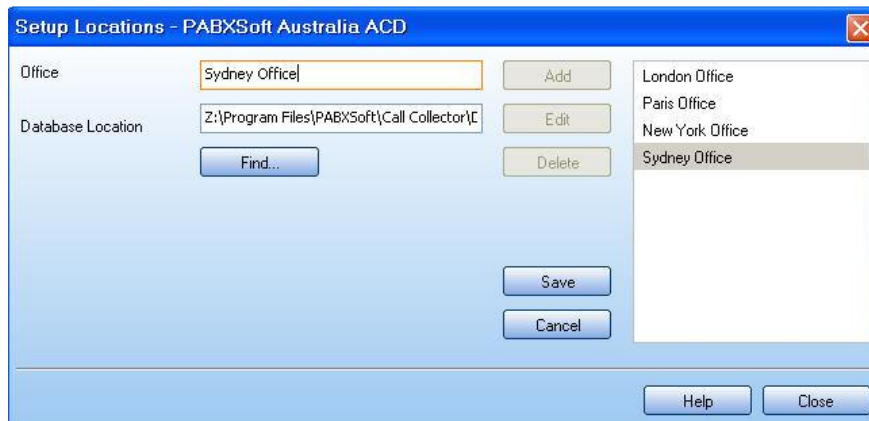 Setup Locations - PABXSoft Australia ACD
Office
Sydney Office
Add
Database Location
Z:\Program Files\PABXSoft\Call Collector\D
Edit
Find...
Delete
London Office
Paris Office
New York Office
Sydney Office
Save
Cancel
Help
Close